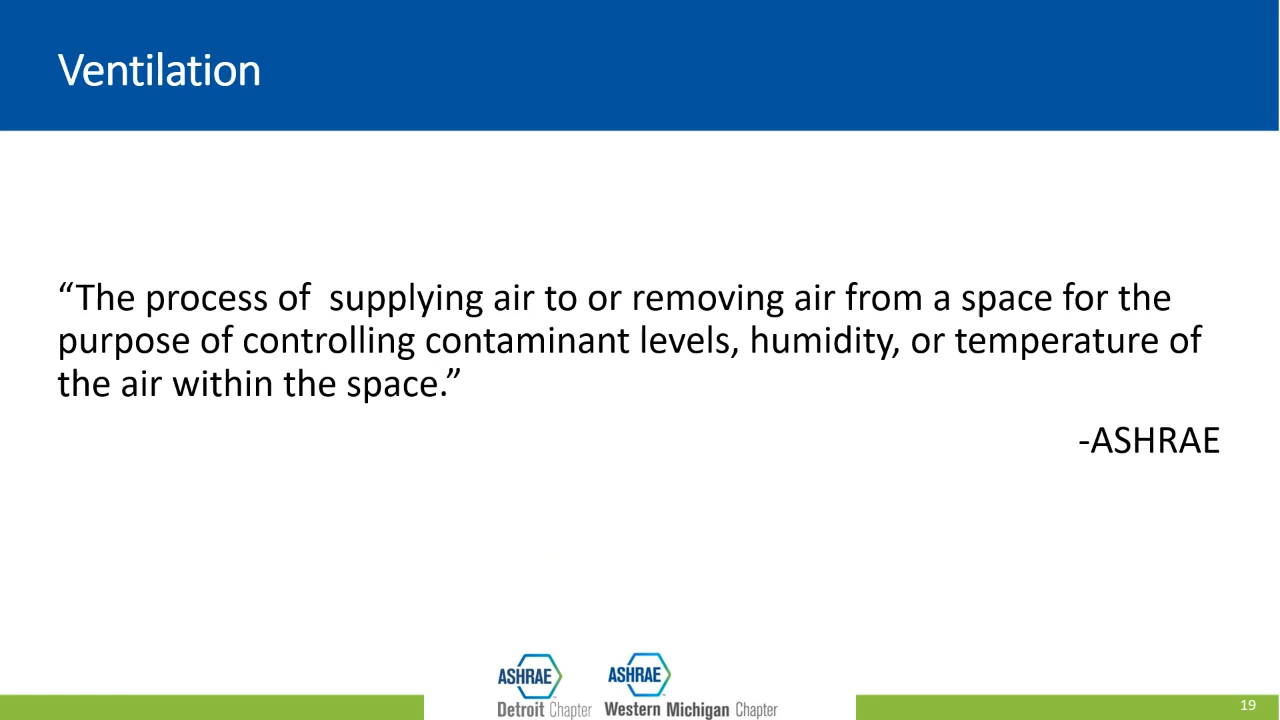 Ventilation
“The process of  supplying air to or removing air from a space for the
purpose of controlling contaminant levels, humidity, or temperature of
the air within the space.”
-ASHRAE
ASHRAE ASHRAE
Detroit Chapter Western Michigan Chapter
19